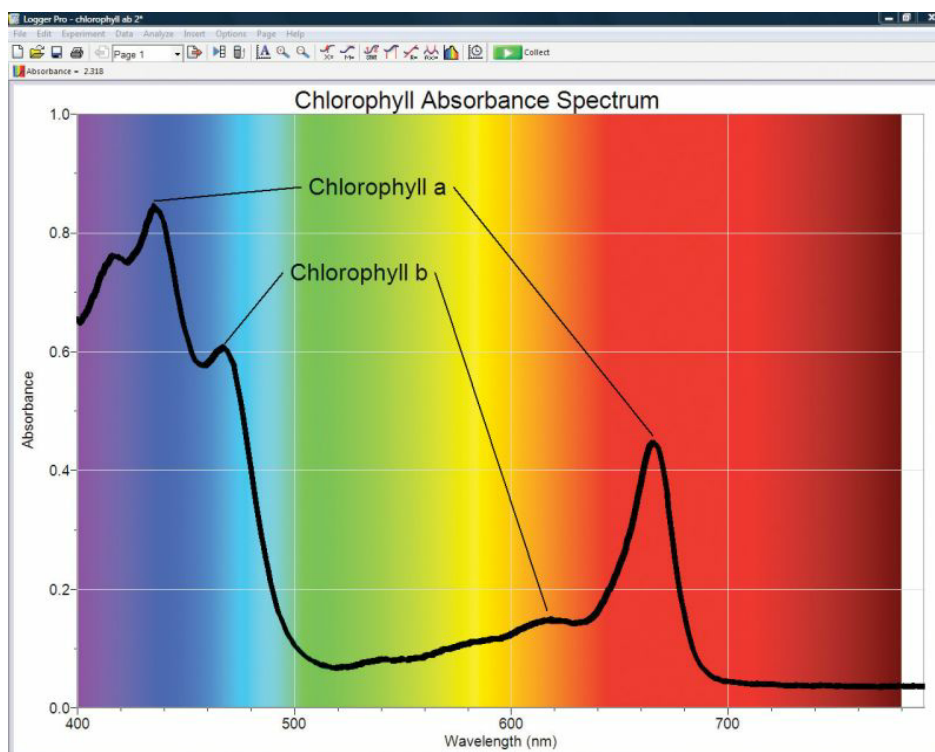 Logger Pro - chlorophyll ab 2*
File Edit Experiment Data Analyze Insert Options Page Help
Page 1
Collect
Absorbance = 2.318
Chlorophyll Absorbance Spectrum
1.0
Chlorophyll a
0.8
Chlorophyll b
0.6
Absorbance
0.4
0.2
0.0
400 500 600 700
Wavelength (nm)